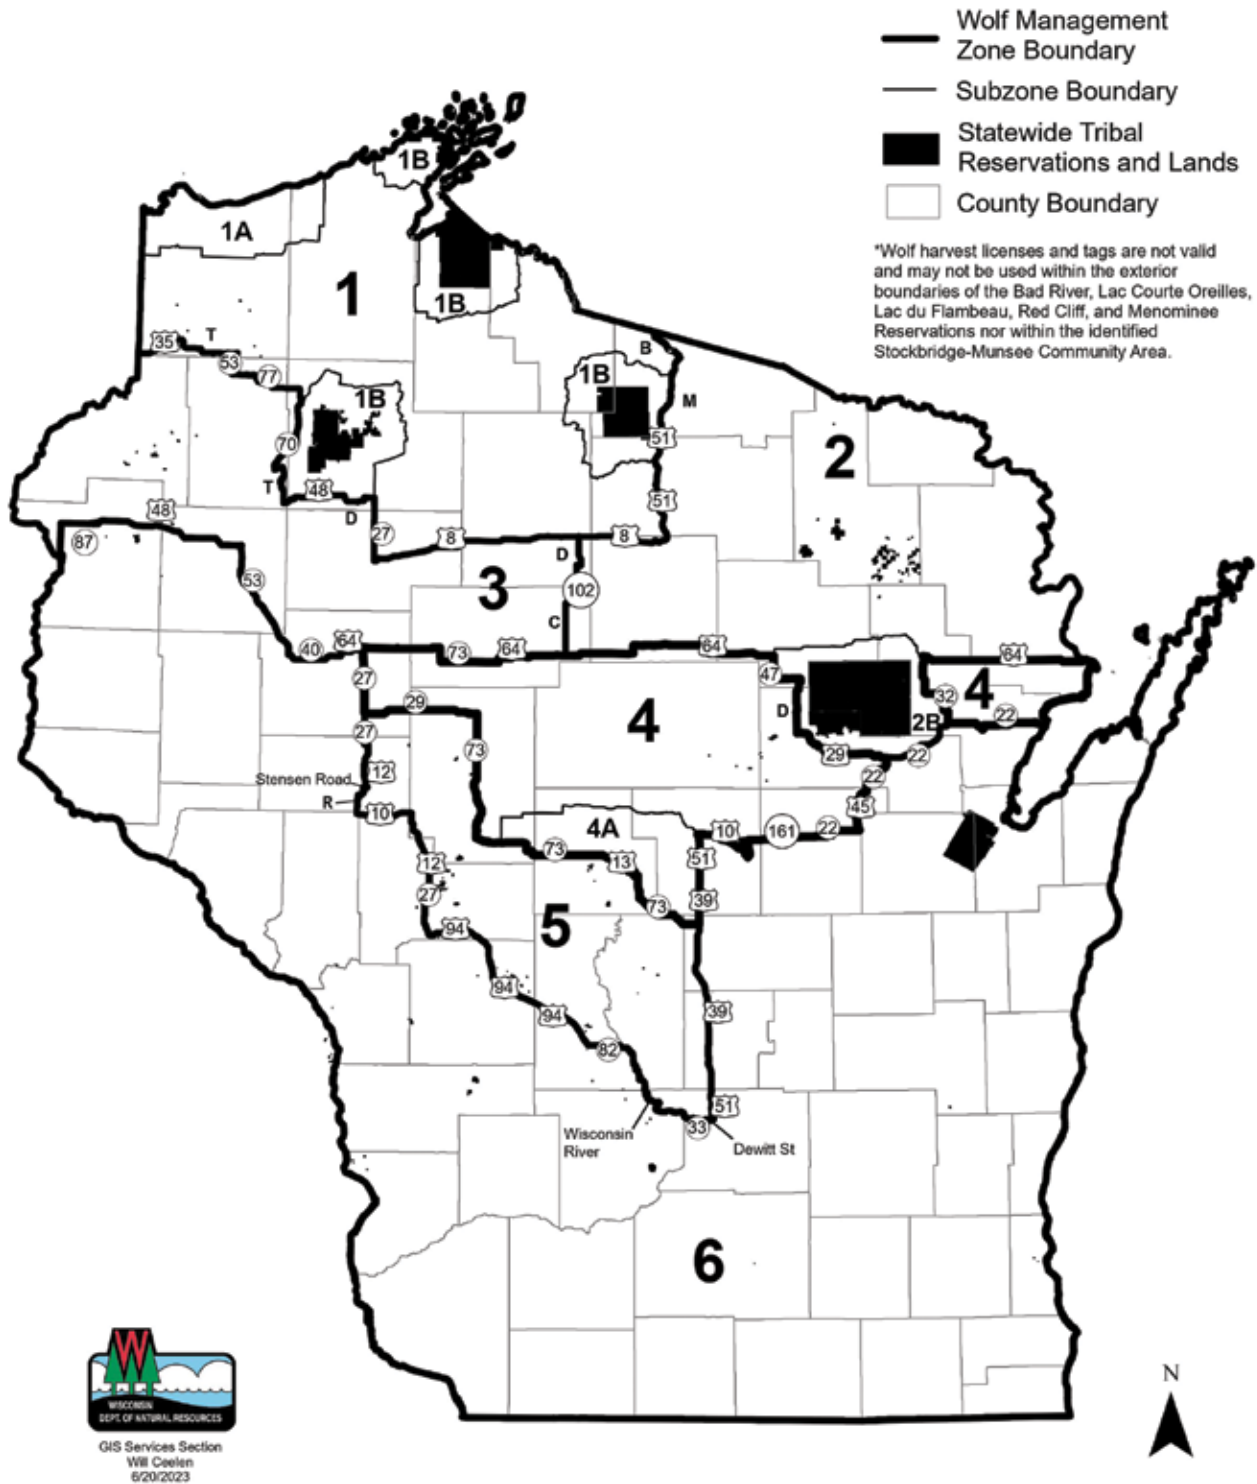 Wolf Management
Zone Boundary
Subzone Boundary
Statewide Tribal
Reservations and Lands
County Boundary
*Wolf harvest licenses and tags are not valid
and may not be used within the exterior
boundaries of the Bad River, Lac Courte Oreilles,
Lac du Flambeau, Red Cliff, and Menominee
Reservations nor within the identified
Stockbridge-Munsee Community Area.
1B
1A
1
1B
35
T
53
77
B
1B
1B
M
70
51
2
T
48
D
51
48
87
27
8
8
D
53
3
102
C
40
64
73
64
64
64
27
47
32
4
29
4
D
2B
22
27
73
29
22
12
Stensen Road
22
R
10
45
4A
10
161
22
12
73
13
51
27
39
73
5
94
94
39
94
82
51
Wisconsin
River
33
Dewitt St
6
W
WISCONSIN
DEPT. OF NATURAL RESOURCES
GIS Services Section
Will Ceelen
6/20/2023
N